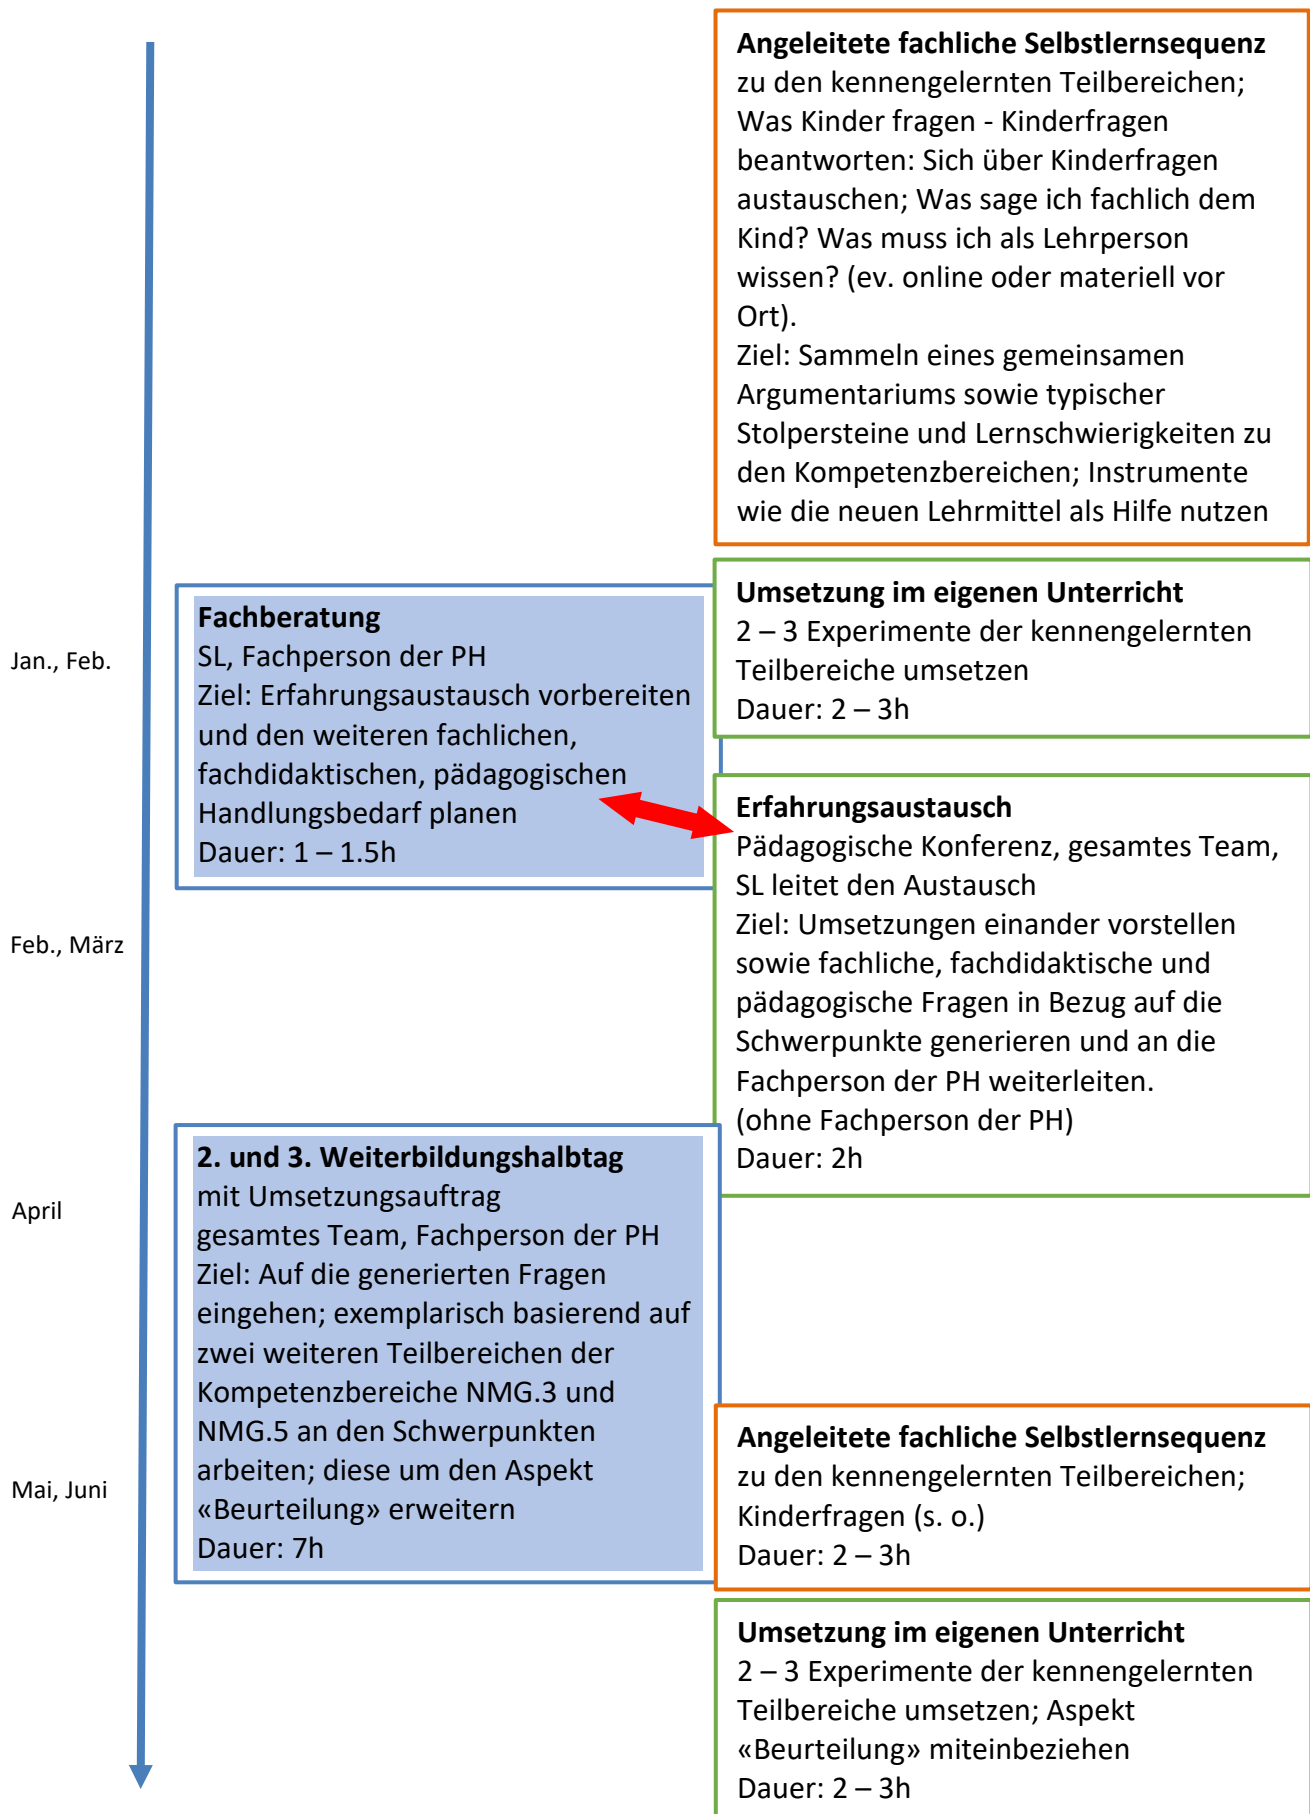 Angeleitete fachliche Selbstlernsequenz
zu den kennengelernten Teilbereichen;
Was Kinder fragen - Kinderfragen
beantworten: Sich über Kinderfragen
austauschen; Was sage ich fachlich dem
Kind? Was muss ich als Lehrperson
wissen? (ev. online oder materiell vor
Ort).
Ziel: Sammeln eines gemeinsamen
Argumentariums sowie typischer
Stolpersteine und Lernschwierigkeiten zu
den Kompetenzbereichen; Instrumente
wie die neuen Lehrmittel als Hilfe nutzen
Jan., Feb.
Fachberatung
SL, Fachperson der PH
Ziel: Erfahrungsaustausch vorbereiten
und den weiteren fachlichen,
fachdidaktischen, pädagogischen
Handlungsbedarf planen
Dauer: 1 – 1.5h
Umsetzung im eigenen Unterricht
2 – 3 Experimente der kennengelernten
Teilbereiche umsetzen
Dauer: 2 – 3h
Feb., März
Erfahrungsaustausch
Pädagogische Konferenz, gesamtes Team,
SL leitet den Austausch
Ziel: Umsetzungen einander vorstellen
sowie fachliche, fachdidaktische und
pädagogische Fragen in Bezug auf die
Schwerpunkte generieren und an die
Fachperson der PH weiterleiten.
(ohne Fachperson der PH)
Dauer: 2h
April
2. und 3. Weiterbildungshalbtag
mit Umsetzungsauftrag
gesamtes Team, Fachperson der PH
Ziel: Auf die generierten Fragen
eingehen; exemplarisch basierend auf
zwei weiteren Teilbereichen der
Kompetenzbereiche NMG.3 und
NMG.5 an den Schwerpunkten
arbeiten; diese um den Aspekt
«Beurteilung» erweitern
Dauer: 7h
Mai, Juni
Angeleitete fachliche Selbstlernsequenz
zu den kennengelernten Teilbereichen;
Kinderfragen (s. o.)
Dauer: 2 – 3h
Umsetzung im eigenen Unterricht
2 – 3 Experimente der kennengelernten
Teilbereiche umsetzen; Aspekt
«Beurteilung» miteinbeziehen
Dauer: 2 – 3h